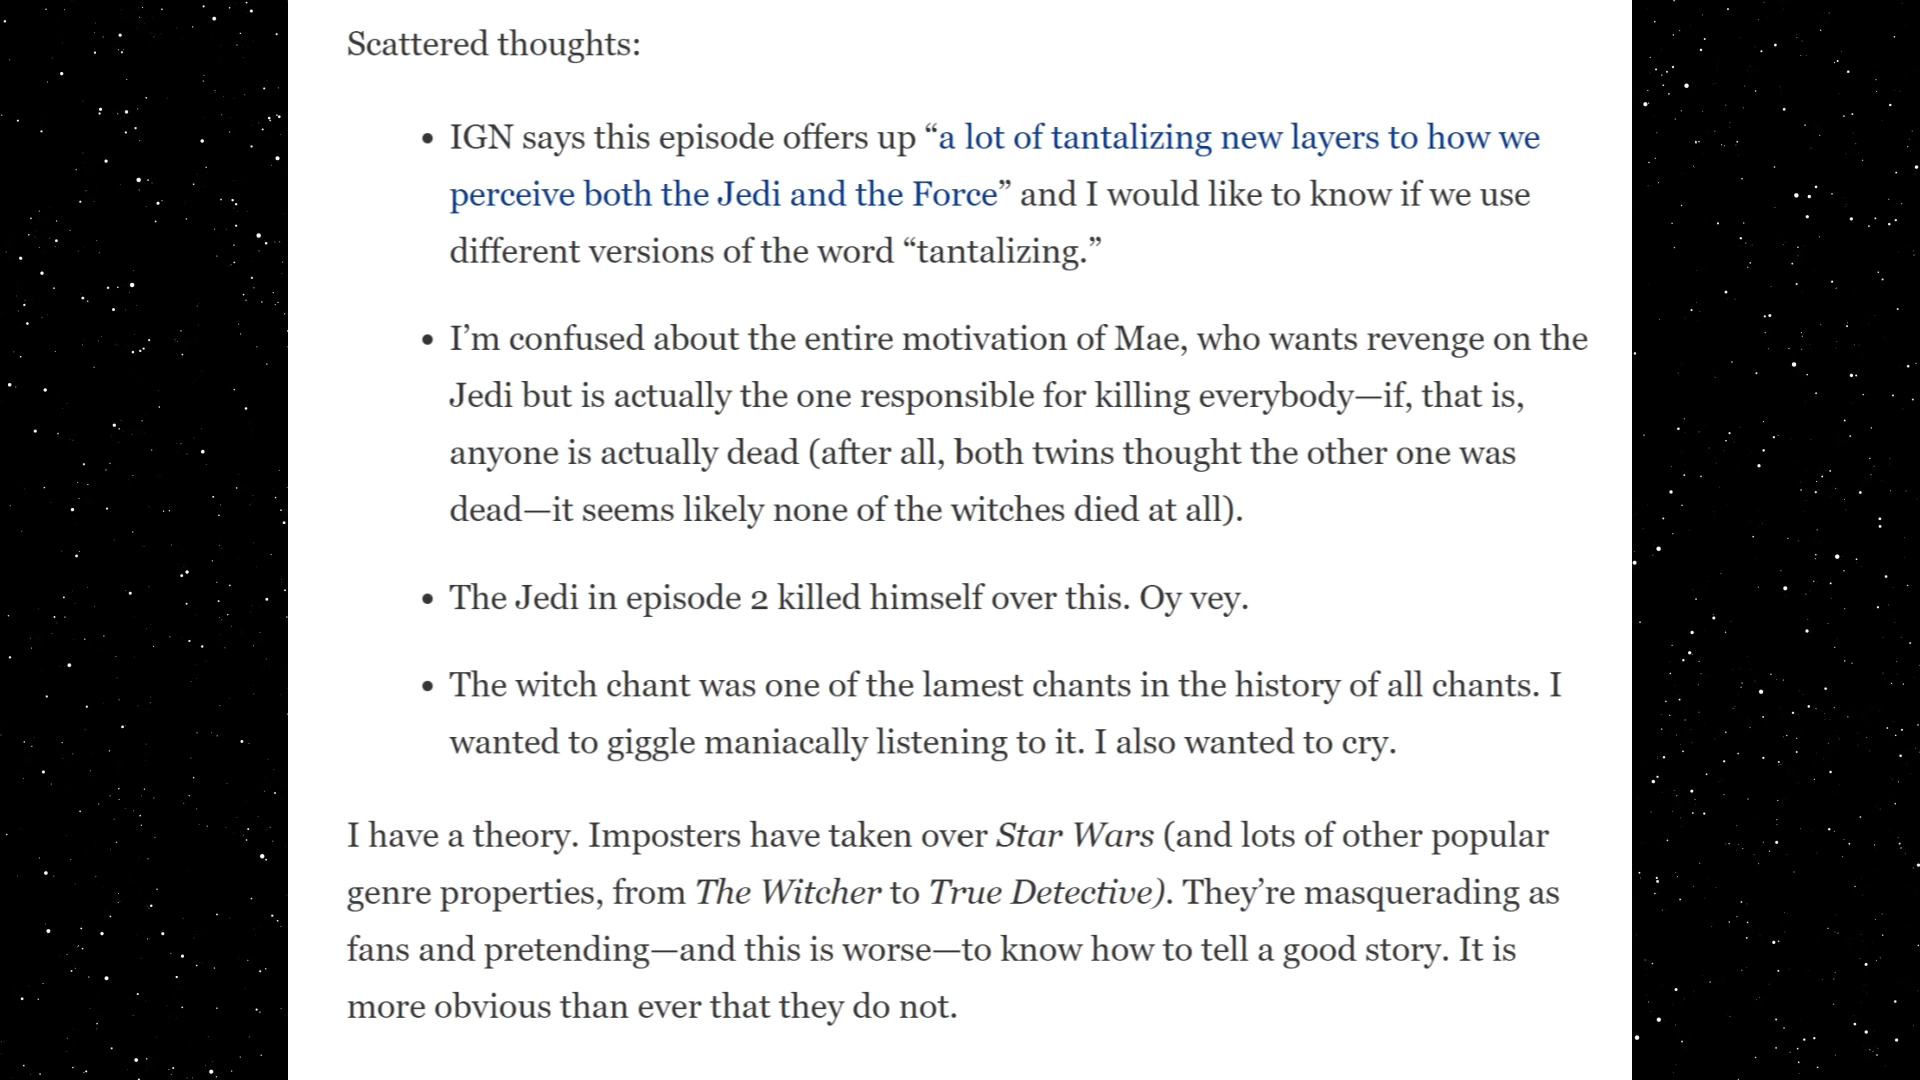 Scattered thoughts:
• IGN says this episode offers up “a lot of tantalizing new layers to how we
perceive both the Jedi and the Force” and I would like to know if we use
different versions of the word “tantalizing.”
• I’m confused about the entire motivation of Mae, who wants revenge on the
Jedi but is actually the one responsible for killing everybody—if, that is,
anyone is actually dead (after all, both twins thought the other one was
dead—it seems likely none of the witches died at all).
• The Jedi in episode 2 killed himself over this. Oy vey.
• The witch chant was one of the lamest chants in the history of all chants. I
wanted to giggle maniacally listening to it. I also wanted to cry.
I have a theory. Imposters have taken over Star Wars (and lots of other popular
genre properties, from The Witcher to True Detective). They’re masquerading as
fans and pretending—and this is worse—to know how to tell a good story. It is
more obvious than ever that they do not.